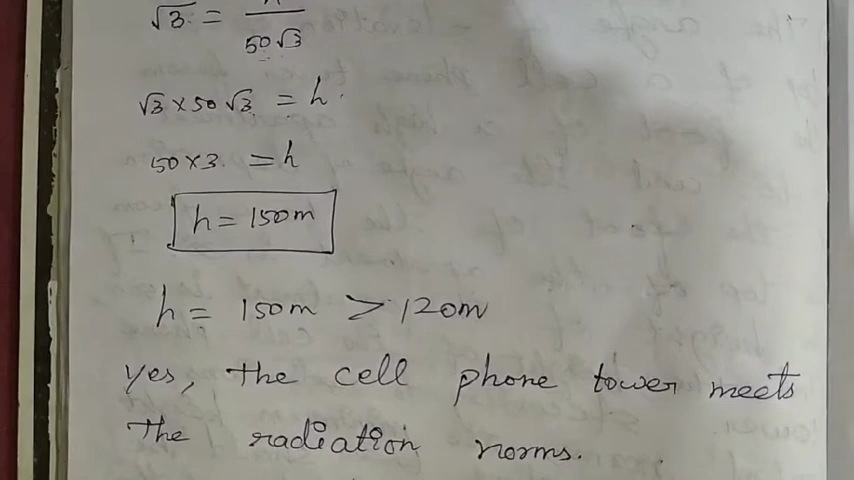 √3 = h / 50√3
√3 × 50√3 = h
50 × 3 = h
h = 150m
h = 150m > 120m
yes, the cell phone tower meets
the radiation norms.